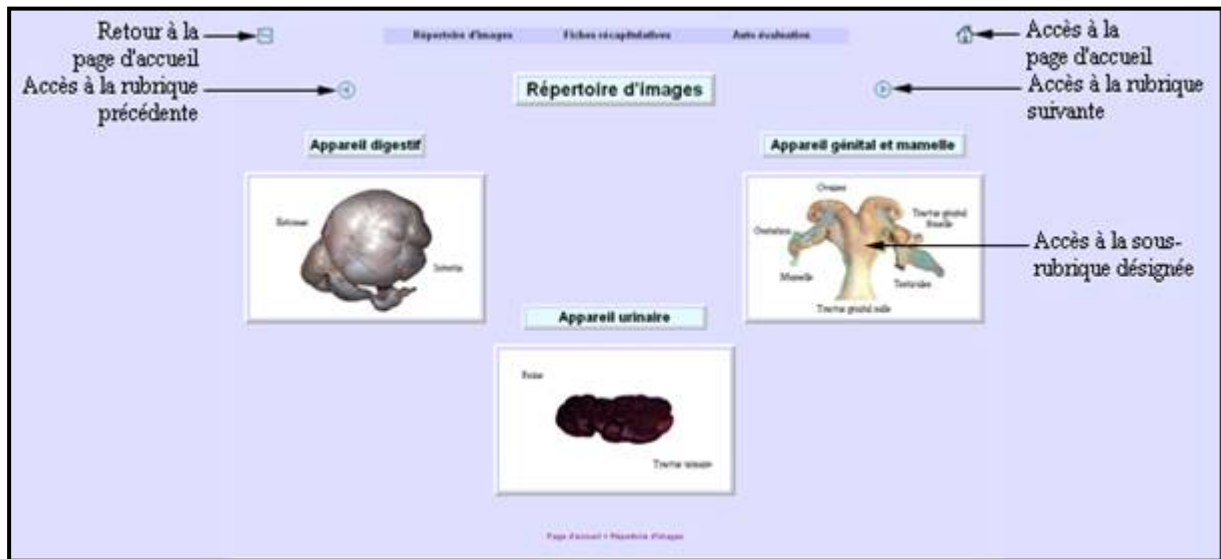 Retour à la
page d'accueil
Répertoire d'images
Fiches récapitulatives
Auto évaluation
Accès à la
page d'accueil
Accès à la rubrique
précédente
Répertoire d'images
Accès à la rubrique
suivante
Appareil digestif
Appareil génital et mamelle
Estomac
Intestin
Ovaires
Tractus génital
femelle
Mamelle
Testicules
Tractus génital mâle
Accès à la sous-
rubrique désignée
Appareil urinaire
Reins
Tractus urinaire
Page d'accueil > Répertoire d'images